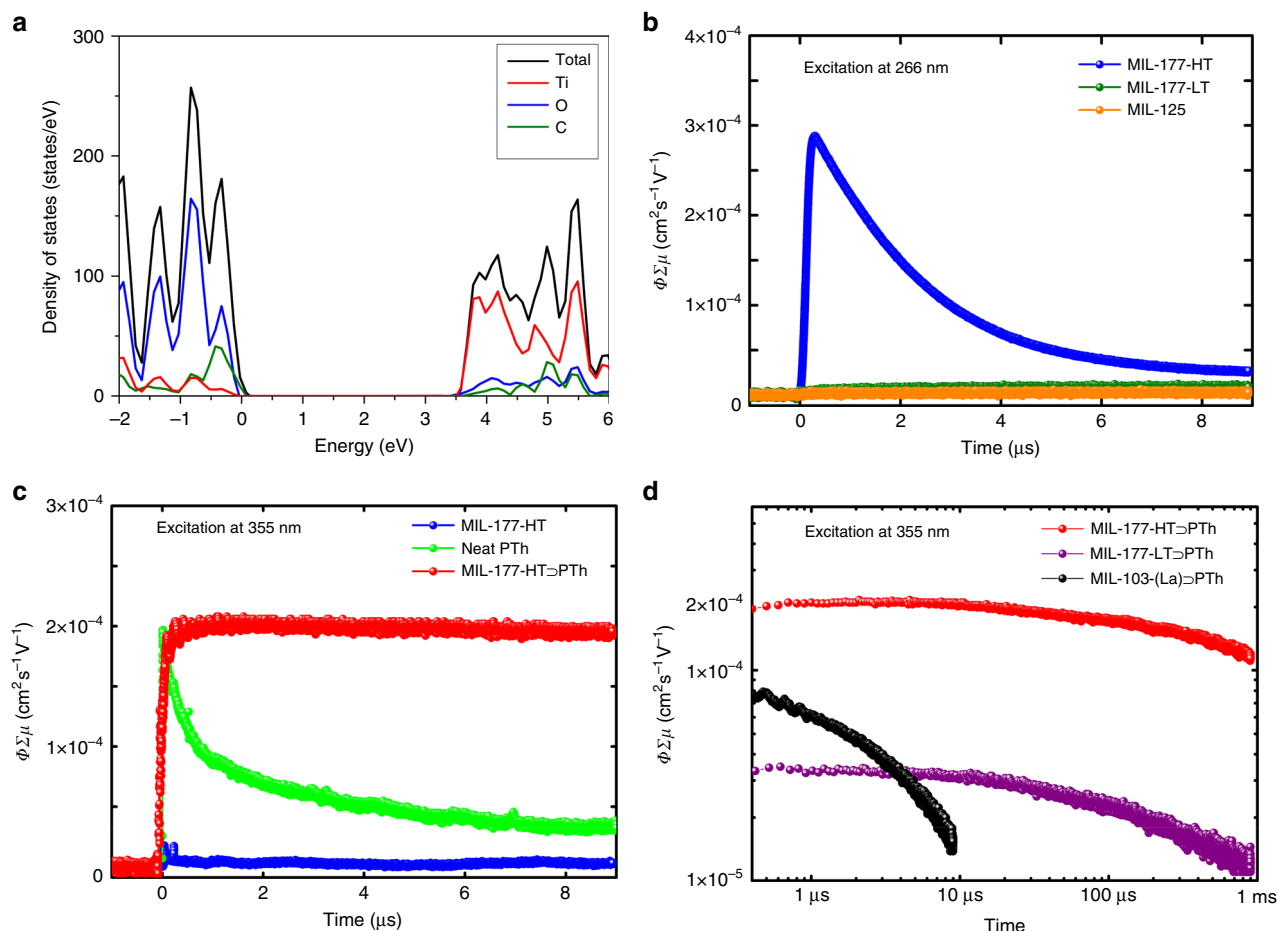 a
300
200
100
0
Density of states (states/eV)
Total
Ti
O
C
−2
−1
0
1
2
3
4
5
6
Energy (eV)
b
4×10⁻⁴
3×10⁻⁴
2×10⁻⁴
1×10⁻⁴
0
ΦΣμ (cm²s⁻¹V⁻¹)
Excitation at 266 nm
MIL-177-HT
MIL-177-LT
MIL-125
0
2
4
6
8
Time (μs)
c
3×10⁻⁴
2×10⁻⁴
1×10⁻⁴
0
ΦΣμ (cm²s⁻¹V⁻¹)
Excitation at 355 nm
MIL-177-HT
Neat PTh
MIL-177-HT⊃PTh
0
2
4
6
8
Time (μs)
d
2×10⁻⁴
1×10⁻⁴
1×10⁻⁵
ΦΣμ (cm²s⁻¹V⁻¹)
Excitation at 355 nm
MIL-177-HT⊃PTh
MIL-177-LT⊃PTh
MIL-103-(La)⊃PTh
1 μs
10 μs
100 μs
1 ms
Time